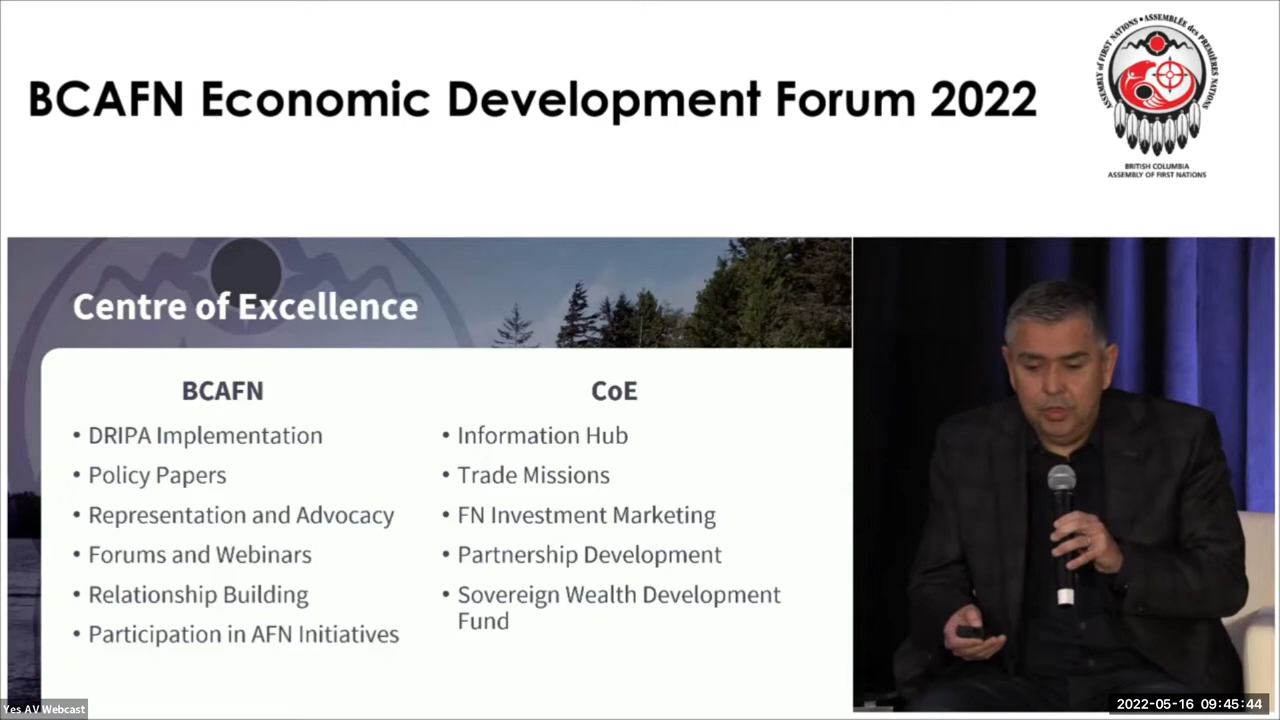 BCAFN Economic Development Forum 2022
ASSEMBLY of FIRST NATIONS • ASSEMBLÉE des PREMIÈRES NATIONS
BRITISH COLUMBIA
ASSEMBLY OF FIRST NATIONS
Centre of Excellence
BCAFN
• DRIPA Implementation
• Policy Papers
• Representation and Advocacy
• Forums and Webinars
• Relationship Building
• Participation in AFN Initiatives
CoE
• Information Hub
• Trade Missions
• FN Investment Marketing
• Partnership Development
• Sovereign Wealth Development
Fund
Yes AV Webcast
2022-05-16 09:45:44